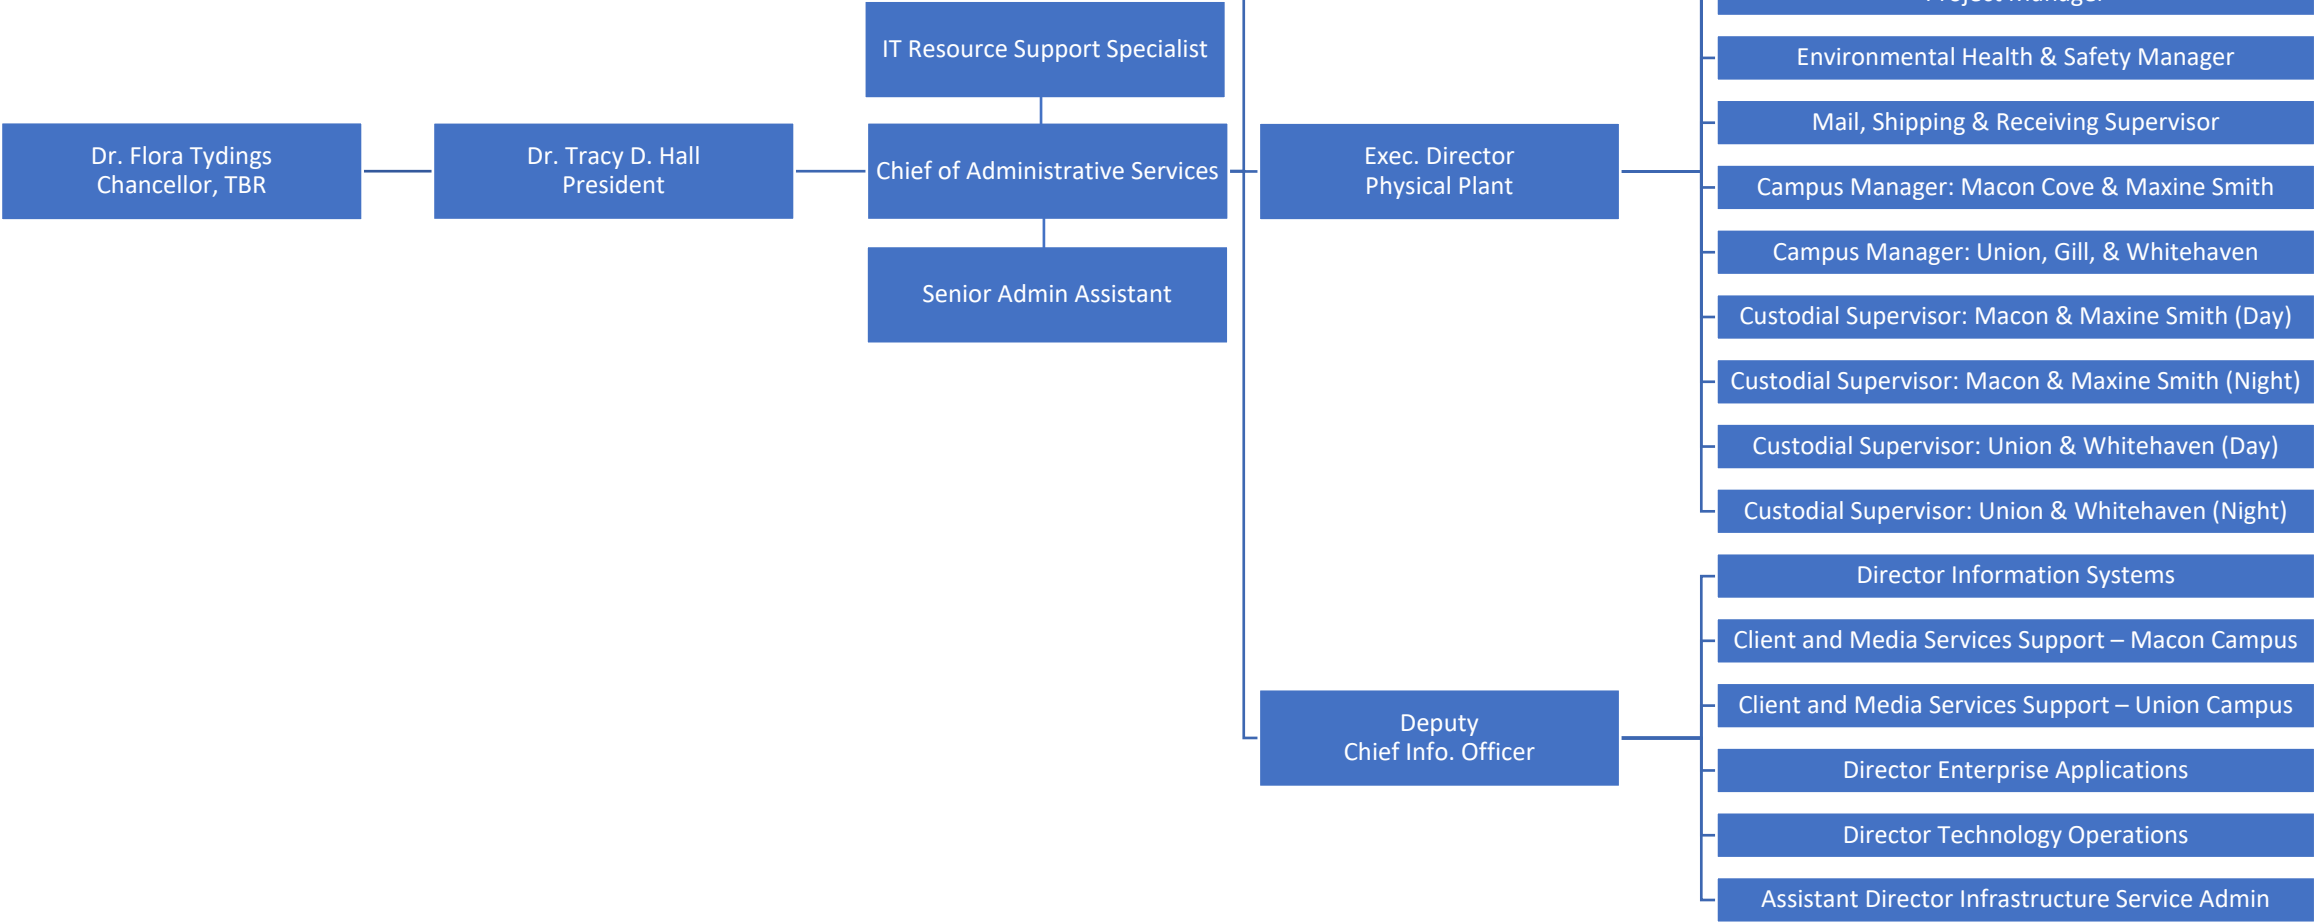 Project Manager
IT Resource Support Specialist
Environmental Health & Safety Manager
Mail, Shipping & Receiving Supervisor
Dr. Flora Tydings
Chancellor, TBR
Dr. Tracy D. Hall
President
Chief of Administrative Services
Exec. Director
Physical Plant
Campus Manager: Macon Cove & Maxine Smith
Campus Manager: Union, Gill, & Whitehaven
Senior Admin Assistant
Custodial Supervisor: Macon & Maxine Smith (Day)
Custodial Supervisor: Macon & Maxine Smith (Night)
Custodial Supervisor: Union & Whitehaven (Day)
Custodial Supervisor: Union & Whitehaven (Night)
Deputy
Chief Info. Officer
Director Information Systems
Client and Media Services Support – Macon Campus
Client and Media Services Support – Union Campus
Director Enterprise Applications
Director Technology Operations
Assistant Director Infrastructure Service Admin